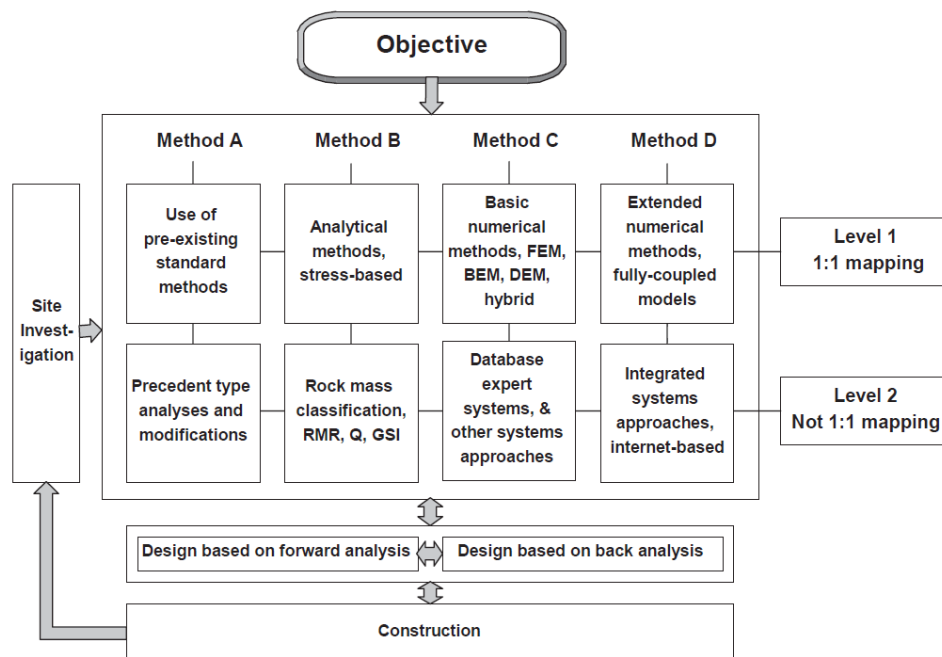 Objective
Method A
Method B
Method C
Method D
Use of
pre-existing
standard
methods
Analytical
methods,
stress-based
Basic
numerical
methods, FEM,
BEM, DEM,
hybrid
Extended
numerical
methods,
fully-coupled
models
Level 1
1:1 mapping
Site
Invest-
igation
Precedent type
analyses and
modifications
Rock mass
classification,
RMR, Q, GSI
Database
expert
systems, &
other systems
approaches
Integrated
systems
approaches,
internet-based
Level 2
Not 1:1 mapping
Design based on forward analysis
Design based on back analysis
Construction